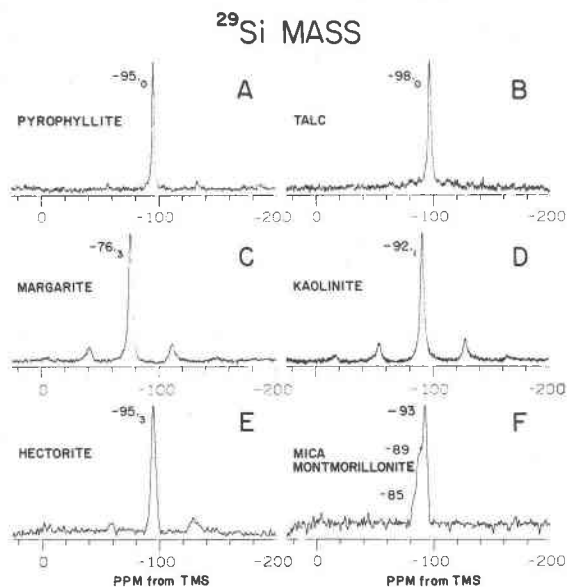 29Si MASS
-95.0
A
PYROPHYLLITE
0 -100 -200
-98.0
B
TALC
0 -100 -200
-76.3
C
MARGARITE
0 -100 -200
-92.1
D
KAOLINITE
0 -100 -200
-95.3
E
HECTORITE
0 -100 -200
PPM from TMS
-93
F
-89
MICA
MONTMORILLONITE
-85
0 -100 -200
PPM from TMS